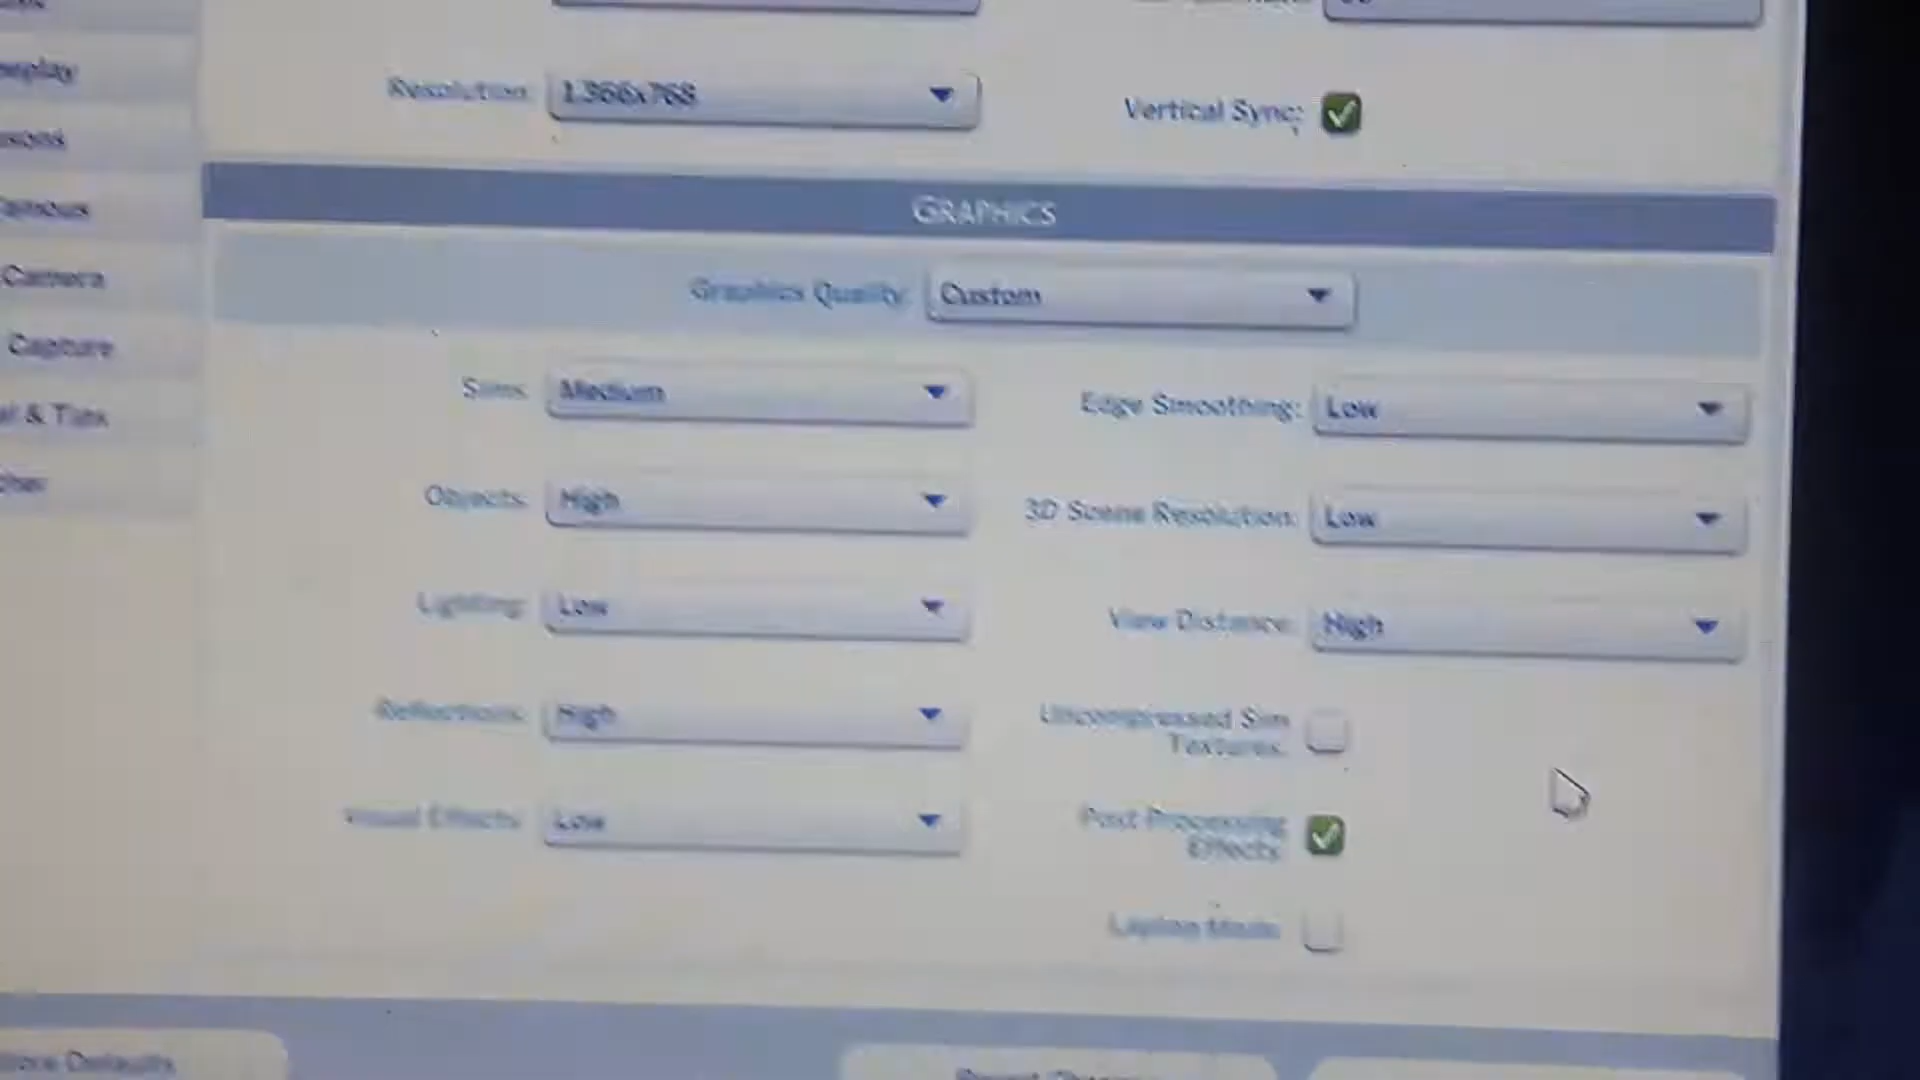 Resolution: 1366x768
Vertical Sync:
GRAPHICS
Camera
Graphics Quality: Custom
Capture
Sims: Medium
Edge Smoothing: Low
& Tips
Objects: High
3D Scene Resolution: Low
Lighting: Low
View Distance: High
Reflections: High
Uncompressed Sim
Textures:
Visual Effects: Low
Post Processing
Effects:
Laptop Mode:
Defaults